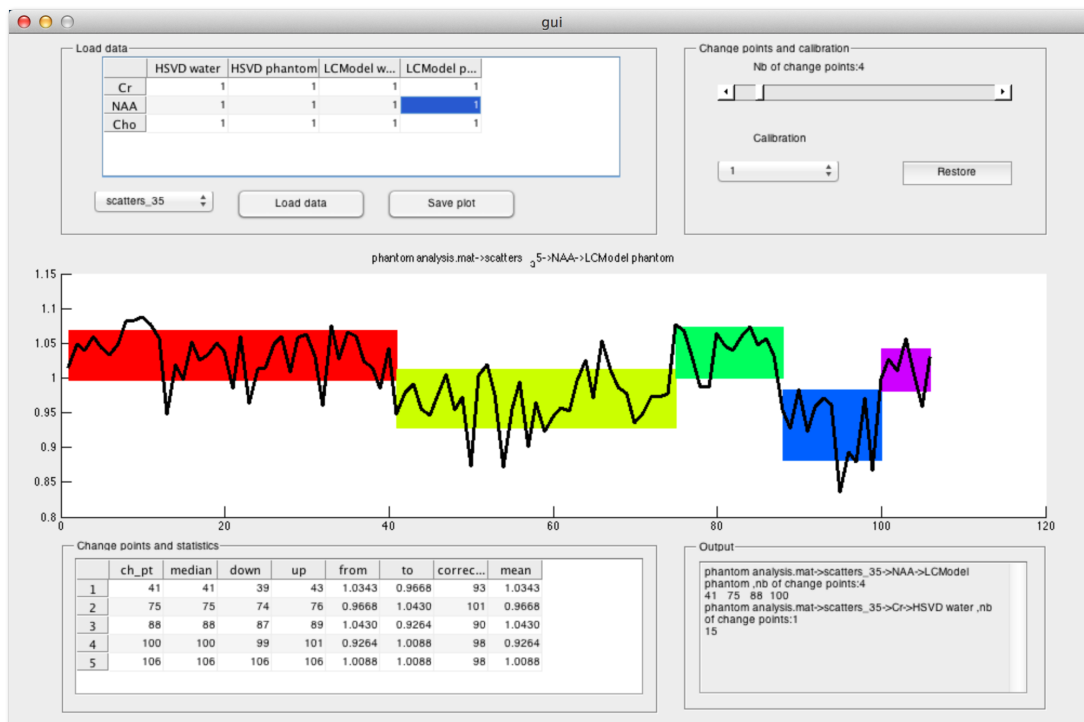 gui
Load data
HSVD water HSVD phantom LCModel w... LCModel p...
Cr 1 1 1 1
NAA 1 1 1 1
Cho 1 1 1 1
scatters_35 Load data Save plot
Change points and calibration
Nb of change points:4
Calibration
1 Restore
phantom analysis.mat->scatters 35->NAA->LCModel phantom
1.15
1.1
1.05
1
0.95
0.9
0.85
0.8
0 20 40 60 80 100 120
Change points and statistics
ch_pt median down up from to correc... mean
1 41 41 39 43 1.0343 0.9668 93 1.0343
2 75 75 74 76 0.9668 1.0430 101 0.9668
3 88 88 87 89 1.0430 0.9264 90 1.0430
4 100 100 99 101 0.9264 1.0088 98 0.9264
5 106 106 106 106 1.0088 1.0088 98 1.0088
Output
phantom analysis.mat->scatters_35->NAA->LCModel
phantom ,nb of change points:4
41 75 88 100
phantom analysis.mat->scatters_35->Cr->HSVD water ,nb
of change points:1
15